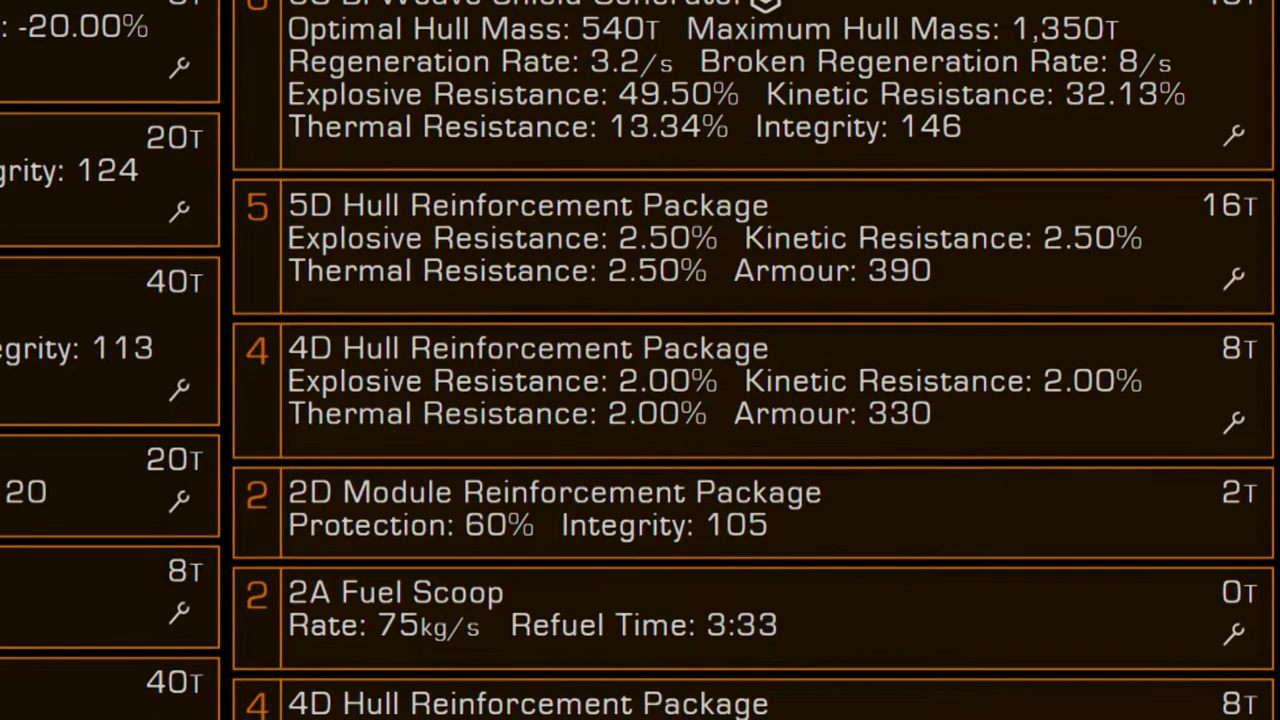 : -20.00%
20T
grity: 124
40T
egrity: 113
20T
20
8T
40T
6
Bi-Weave Shield Generator
Optimal Hull Mass: 540T Maximum Hull Mass: 1,350T
Regeneration Rate: 3.2/s Broken Regeneration Rate: 8/s
Explosive Resistance: 49.50% Kinetic Resistance: 32.13%
Thermal Resistance: 13.34% Integrity: 146
5 5D Hull Reinforcement Package 16T
Explosive Resistance: 2.50% Kinetic Resistance: 2.50%
Thermal Resistance: 2.50% Armour: 390
4 4D Hull Reinforcement Package 8T
Explosive Resistance: 2.00% Kinetic Resistance: 2.00%
Thermal Resistance: 2.00% Armour: 330
2 2D Module Reinforcement Package 2T
Protection: 60% Integrity: 105
2 2A Fuel Scoop 0T
Rate: 75kg/s Refuel Time: 3:33
4 4D Hull Reinforcement Package 8T